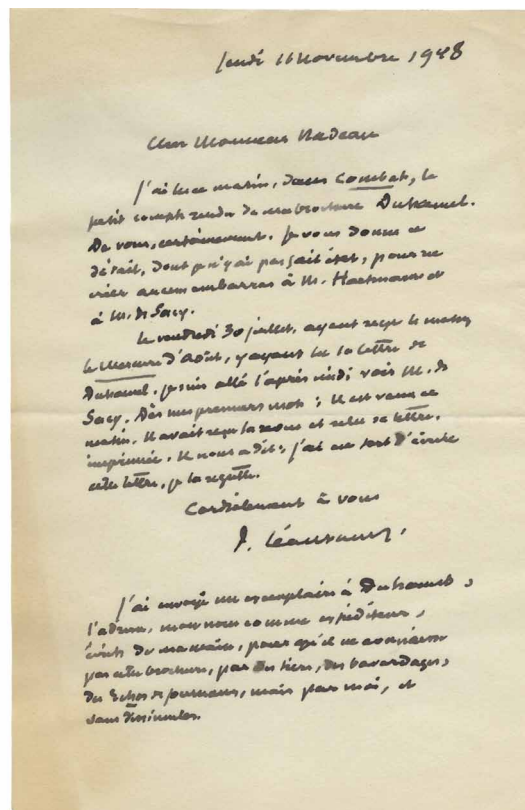 Jeudi 16 Novembre 1948
Cher Monsieur Nadeau
J'ai lu ce matin, dans Combat, le
petit compte rendu de ma brochure Duhamel.
De vous, certainement. Je vous donne ce
détail, dont je n'y ai pas fait état, pour ne
créer aucun embarras à M. Hartmann et
à M. de Sacy.
Le vendredi 30 juillet, ayant reçu le matin
le Mercure d'Août, y ayant lu la lettre de
Duhamel, je suis allé l'après midi voir M. de
Sacy. Dès mes premiers mots : Il est venu ce
matin. Il avait reçu la revue et relu sa lettre,
imprimée. Il nous a dit : j'ai eu tort d'écrire
cette lettre, je la regrette.
Cordialement à vous
P. Léautaud.
J'ai envoyé un exemplaire à Duhamel,
l'adresse, mon nom comme expéditeur,
écrits de ma main, pour qu'il ne connaisse
pas cette brochure, par des tiers, des bavardages,
des Echos de journaux, mais par moi, et
sans dissimuler.